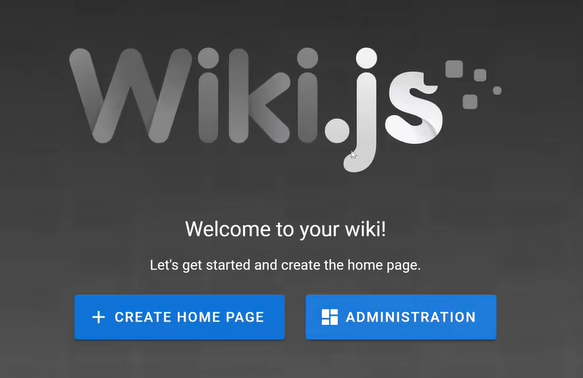 Wiki.js
Welcome to your wiki!
Let's get started and create the home page.
CREATE HOME PAGE
ADMINISTRATION